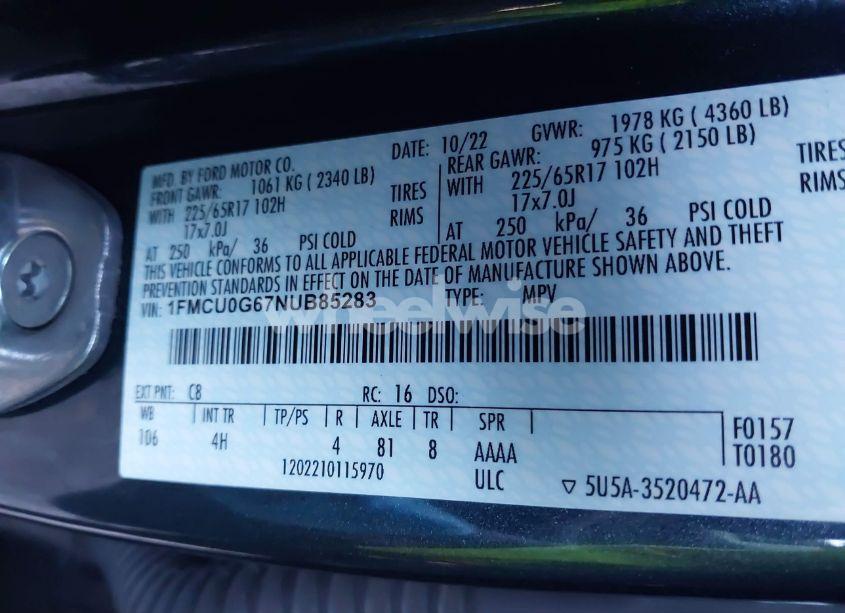 MFD. BY FORD MOTOR CO. DATE: 10/22 GVWR: 1978 KG ( 4360 LB)
FRONT GAWR: 1061 KG ( 2340 LB) REAR GAWR: 975 KG ( 2150 LB)
WITH 225/65R17 102H TIRES WITH 225/65R17 102H TIRES
17x7.0J RIMS 17x7.0J RIMS
AT 250 kPa/ 36 PSI COLD AT 250 kPa/ 36 PSI COLD
THIS VEHICLE CONFORMS TO ALL APPLICABLE FEDERAL MOTOR VEHICLE SAFETY AND THEFT
PREVENTION STANDARDS IN EFFECT ON THE DATE OF MANUFACTURE SHOWN ABOVE.
VIN: 1FMCU0G67NUB85283 TYPE: MPV
wheelwise
EXT PNT: C8 RC: 16 DSO:
WB INT TR TP/PS R AXLE TR SPR
106 4H 4 81 8 AAAA
F0157
T0180
1202210115970 ULC
5U5A-3520472-AA